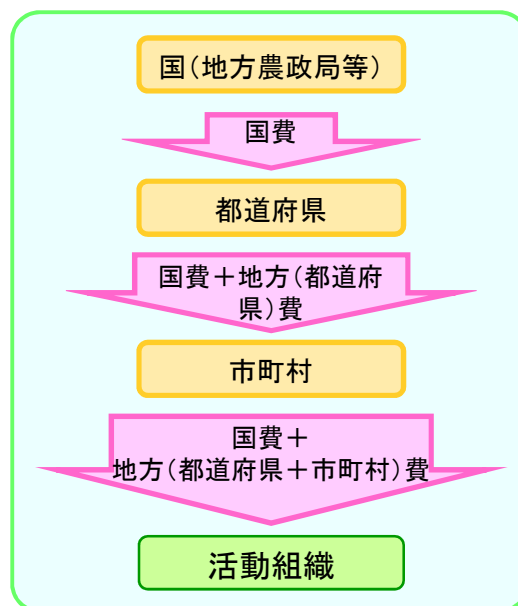 国(地方農政局等)
国費
都道府県
国費＋地方(都道府
県)費
市町村
国費＋
地方(都道府県＋市町村)費
活動組織